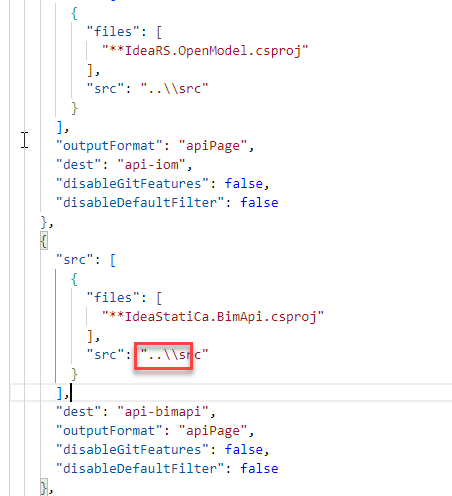 {
"files": [
"**IdeaRS.OpenModel.csproj"
],
"src": "..\\src"
}
],
"outputFormat": "apiPage",
"dest": "api-iom",
"disableGitFeatures": false,
"disableDefaultFilter": false
},
{
"src": [
{
"files": [
"**IdeaStatiCa.BimApi.csproj"
],
"src": "..\\src"
}
],
"dest": "api-bimapi",
"outputFormat": "apiPage",
"disableGitFeatures": false,
"disableDefaultFilter": false
},